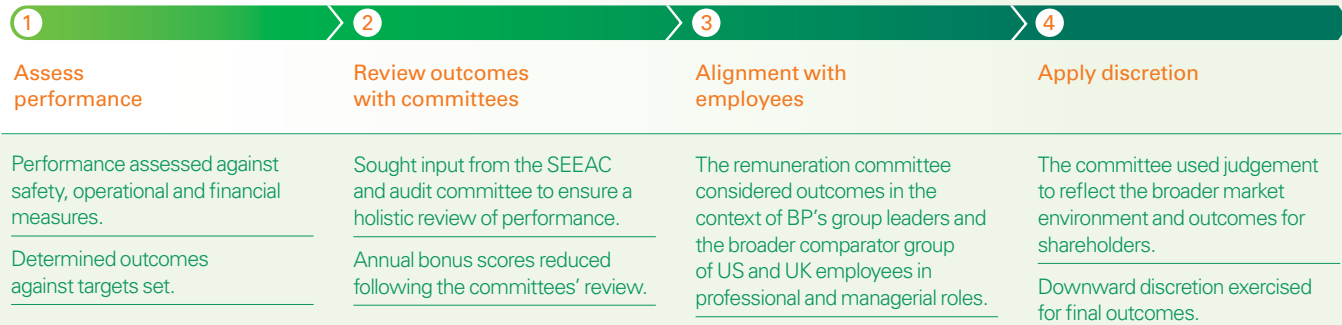 1
Assess
performance
Performance assessed against
safety, operational and financial
measures.
Determined outcomes
against targets set.
2
Review outcomes
with committees
Sought input from the SEEAC
and audit committee to ensure a
holistic review of performance.
Annual bonus scores reduced
following the committees’ review.
3
Alignment with
employees
The remuneration committee
considered outcomes in the
context of BP’s group leaders and
the broader comparator group
of US and UK employees in
professional and managerial roles.
4
Apply discretion
The committee used judgement
to reflect the broader market
environment and outcomes for
shareholders.
Downward discretion exercised
for final outcomes.